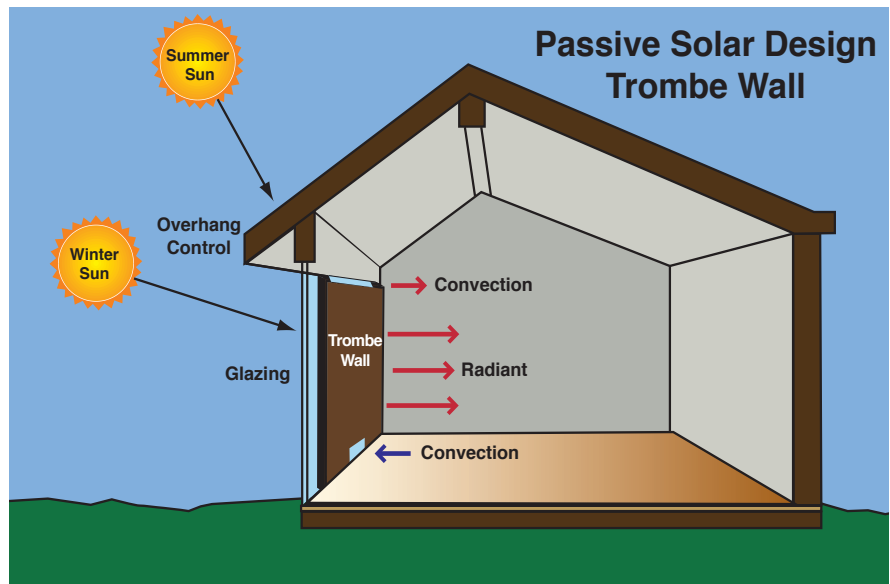 Passive Solar Design
Trombe Wall
Summer
Sun
Overhang
Control
Winter
Sun
Convection
Trombe
Wall
Glazing
Radiant
Convection